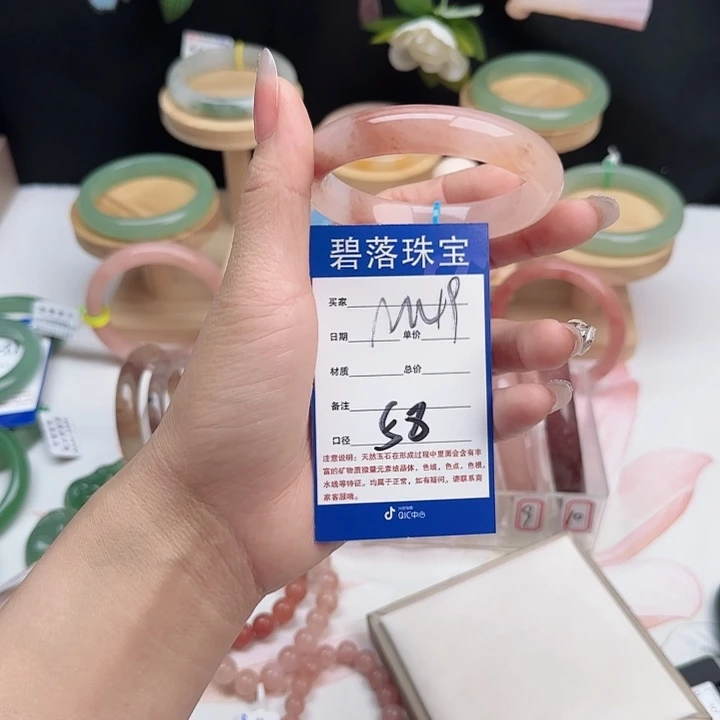 碧落珠宝
买家
日期 单价
材质 总价
备注
口径 58
注意说明：天然玉石在形成过程中里面会含有丰
富的矿物质微量元素结晶体，色绒，色点，色根，
水线等特征。均属于正常，如有疑问，请联系商
家客服哦。
QIC中心
9 10